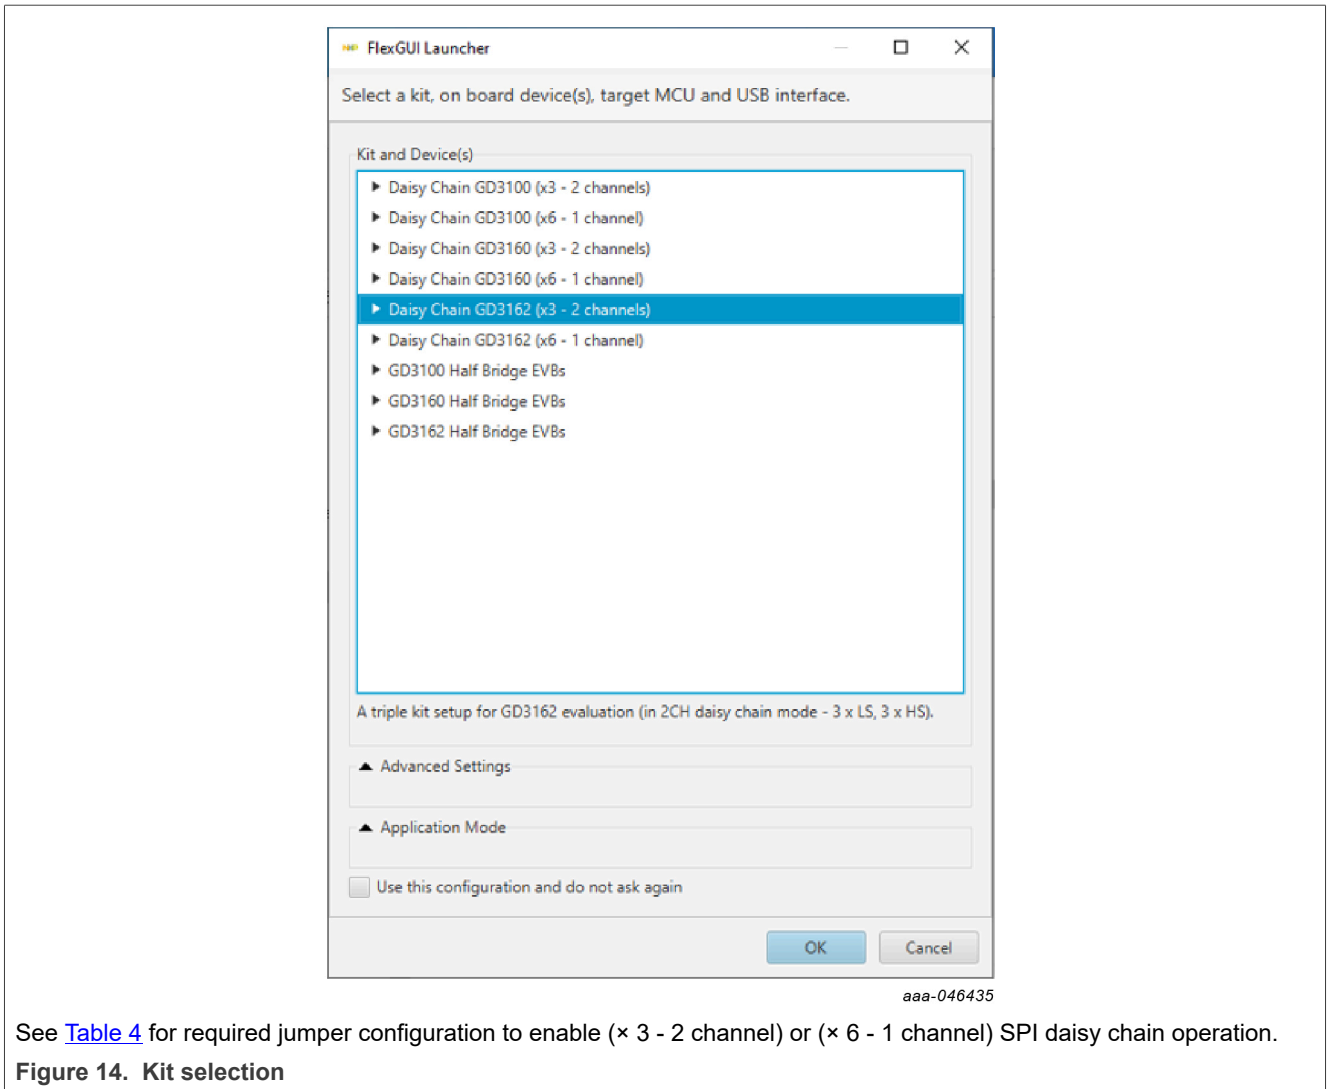 NXP FlexGUI Launcher
Select a kit, on board device(s), target MCU and USB interface.
Kit and Device(s)
Daisy Chain GD3100 (x3 - 2 channels)
Daisy Chain GD3100 (x6 - 1 channel)
Daisy Chain GD3160 (x3 - 2 channels)
Daisy Chain GD3160 (x6 - 1 channel)
Daisy Chain GD3162 (x3 - 2 channels)
Daisy Chain GD3162 (x6 - 1 channel)
GD3100 Half Bridge EVBs
GD3160 Half Bridge EVBs
GD3162 Half Bridge EVBs
A triple kit setup for GD3162 evaluation (in 2CH daisy chain mode - 3 x LS, 3 x HS).
Advanced Settings
Application Mode
Use this configuration and do not ask again
OK Cancel
aaa-046435
See Table 4 for required jumper configuration to enable (× 3 - 2 channel) or (× 6 - 1 channel) SPI daisy chain operation.
Figure 14. Kit selection